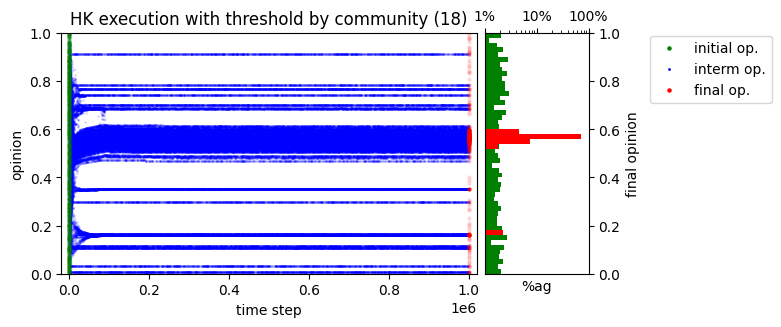 HK execution with threshold by community (18)
1% 10% 100%
1.0 1.0
0.8 0.8
0.6 0.6
0.4 0.4
0.2 0.2
0.0 0.0
opinion
final opinion
0.0 0.2 0.4 0.6 0.8 1.0
1e6
time step
%ag
initial op.
interm op.
final op.